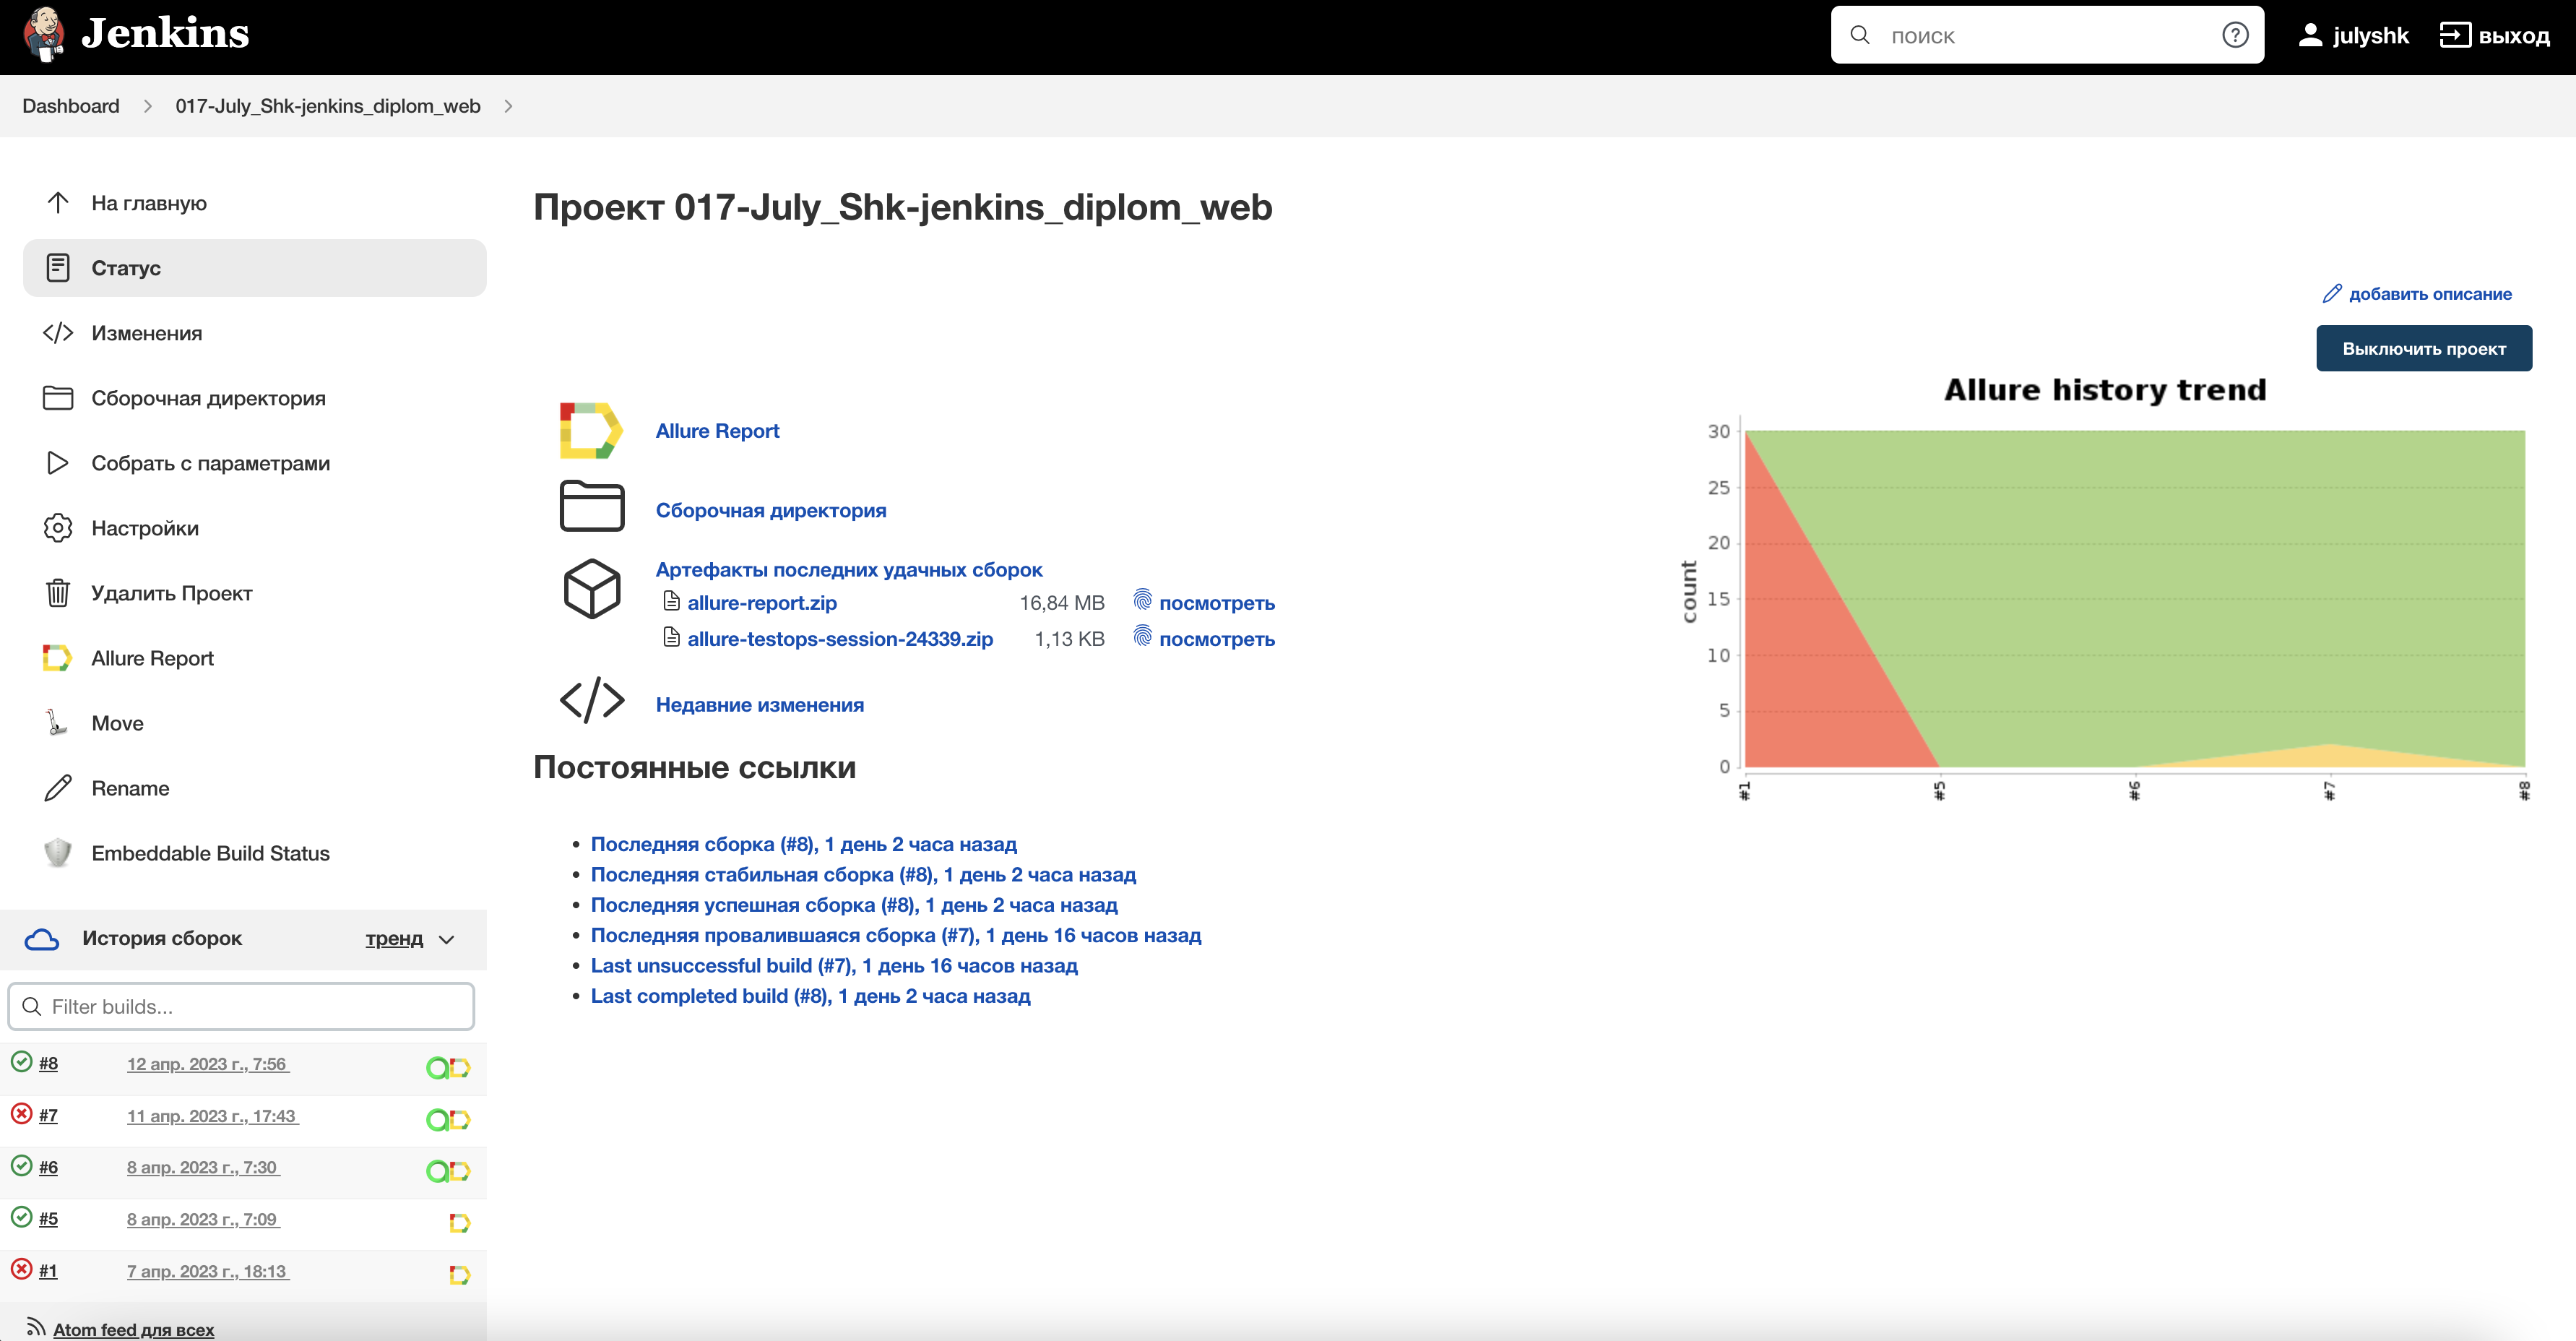 Jenkins
поиск
julyshk
выход
Dashboard
017-July_Shk-jenkins_diplom_web
На главную
Статус
Изменения
Сборочная директория
Собрать с параметрами
Настройки
Удалить Проект
Allure Report
Move
Rename
Embeddable Build Status
История сборок
тренд
Filter builds...
#8 12 апр. 2023 г., 7:56
#7 11 апр. 2023 г., 17:43
#6 8 апр. 2023 г., 7:30
#5 8 апр. 2023 г., 7:09
#1 7 апр. 2023 г., 18:13
Atom feed для всех
Проект 017-July_Shk-jenkins_diplom_web
добавить описание
Выключить проект
Allure Report
Сборочная директория
Артефакты последних удачных сборок
allure-report.zip 16,84 MB посмотреть
allure-testops-session-24339.zip 1,13 KB посмотреть
Недавние изменения
Постоянные ссылки
Последняя сборка (#8), 1 день 2 часа назад
Последняя стабильная сборка (#8), 1 день 2 часа назад
Последняя успешная сборка (#8), 1 день 2 часа назад
Последняя провалившаяся сборка (#7), 1 день 16 часов назад
Last unsuccessful build (#7), 1 день 16 часов назад
Last completed build (#8), 1 день 2 часа назад
Allure history trend
count
30
25
20
15
10
5
0
#1
#5
#6
#7
#8